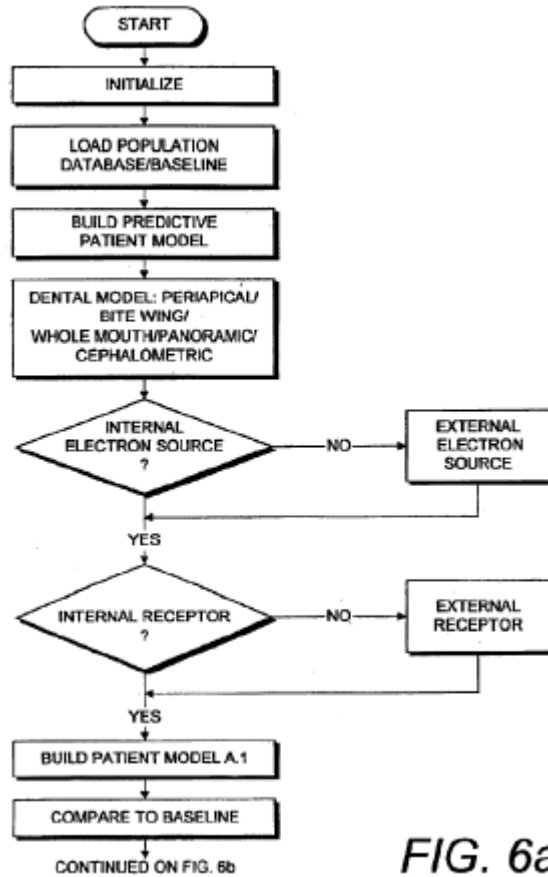 START
INITIALIZE
LOAD POPULATION
DATABASE/BASELINE
BUILD PREDICTIVE
PATIENT MODEL
DENTAL MODEL: PERIAPICAL/
BITE WING/
WHOLE MOUTH/PANORAMIC/
CEPHALOMETRIC
INTERNAL
ELECTRON SOURCE
?
NO
EXTERNAL
ELECTRON
SOURCE
YES
INTERNAL RECEPTOR
?
NO
EXTERNAL
RECEPTOR
YES
BUILD PATIENT MODEL A.1
COMPARE TO BASELINE
CONTINUED ON FIG. 6b
FIG. 6a